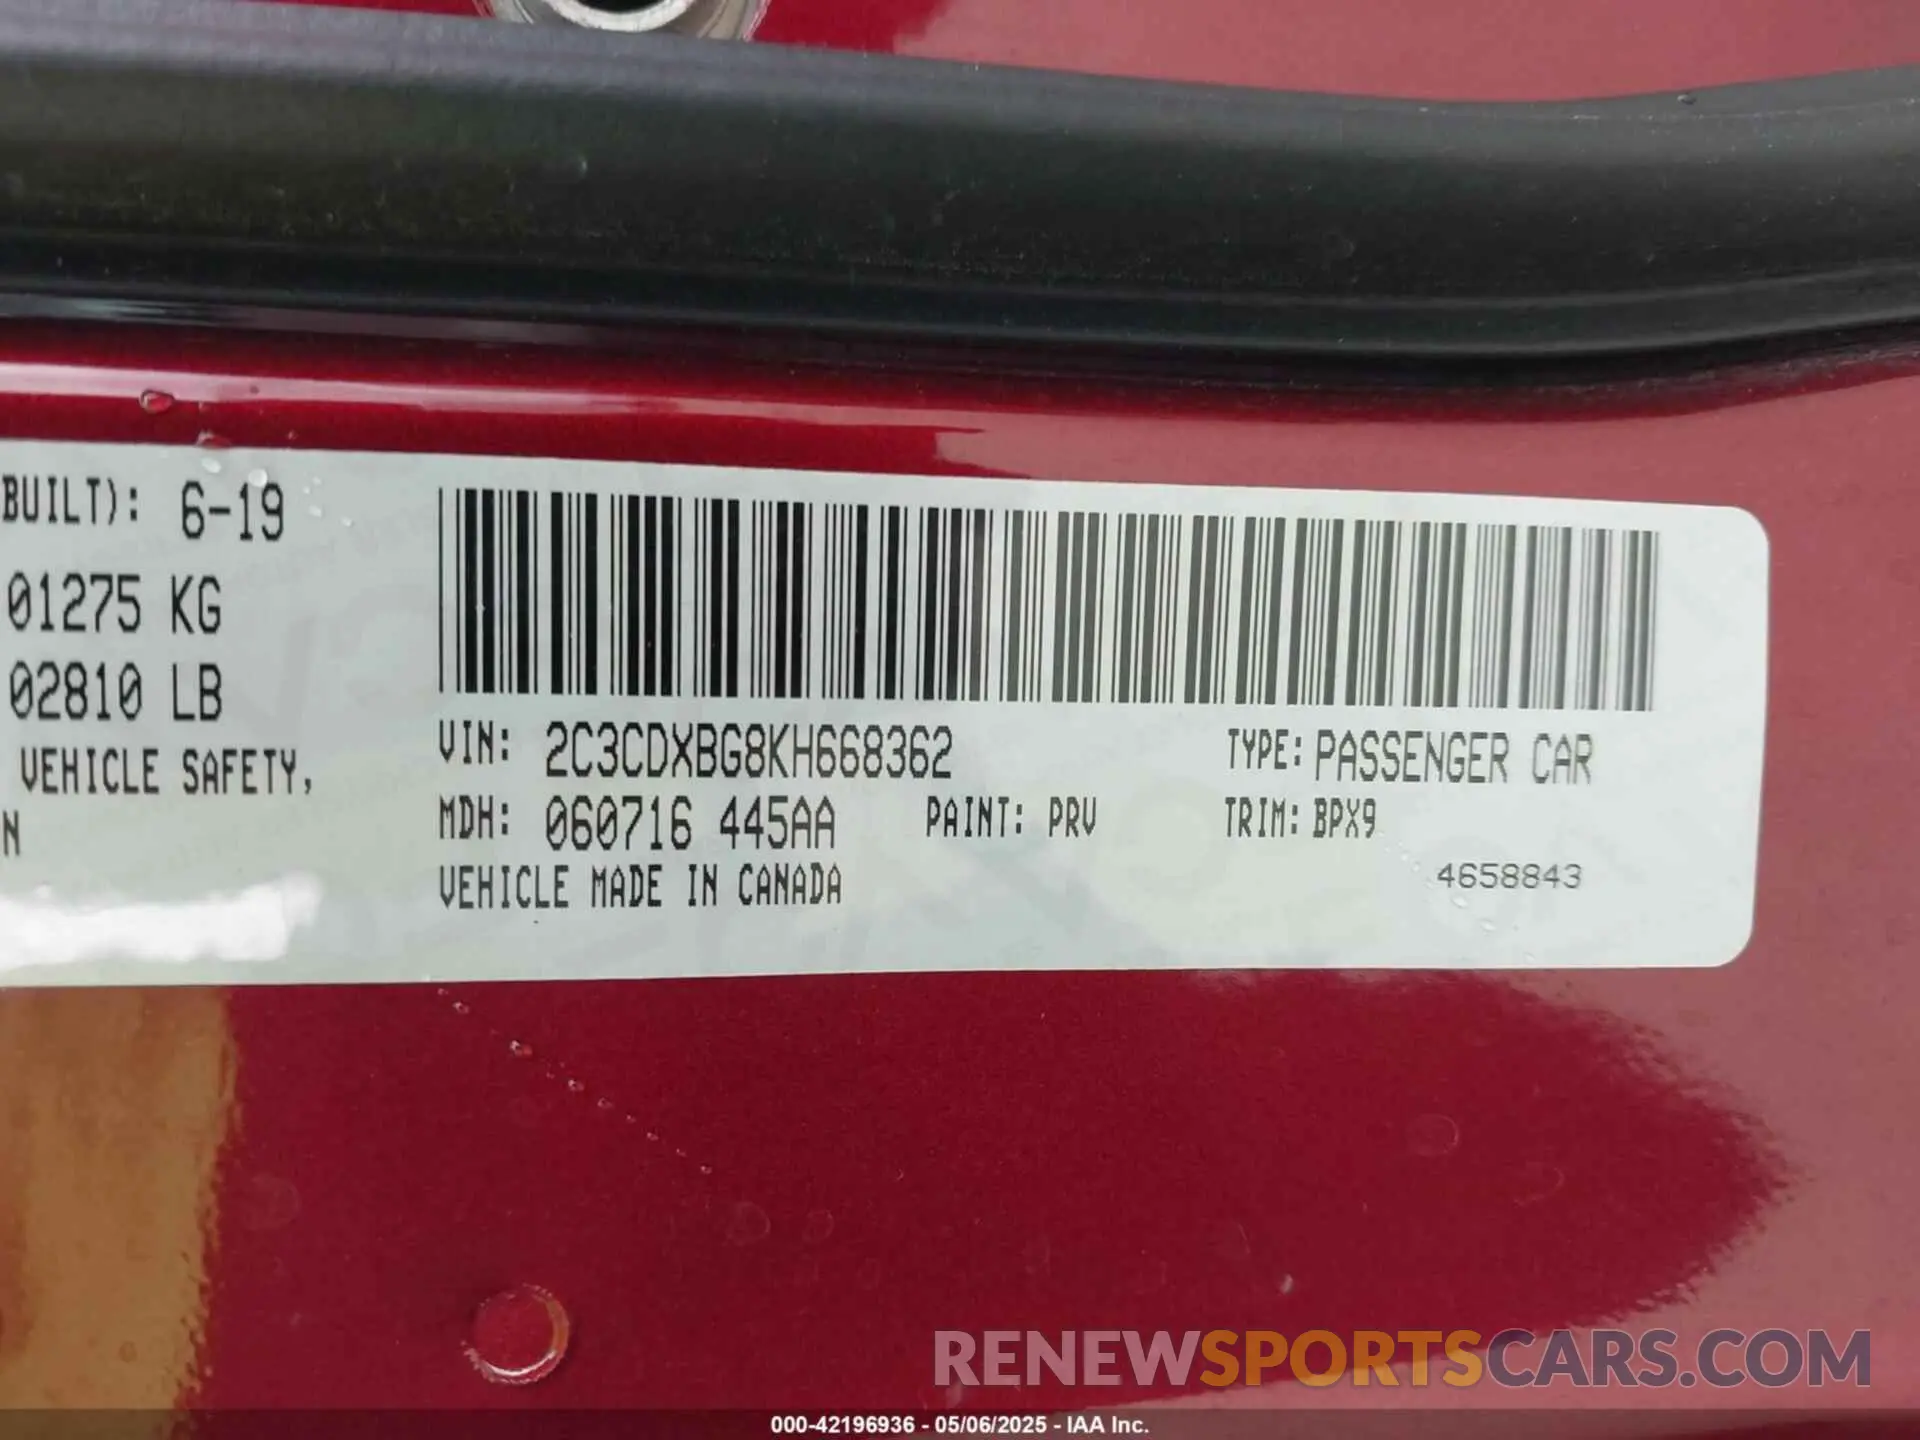 BUILT): 6-19
01275 KG
02810 LB
VEHICLE SAFETY,
N
VIN: 2C3CDXBG8KH668362 TYPE: PASSENGER CAR
MDH: 060716 445AA PAINT: PRV TRIM: BPX9
VEHICLE MADE IN CANADA
4658843
RENEWSPORTSCARS.COM
000-42196936 - 05/06/2025 - IAA Inc.